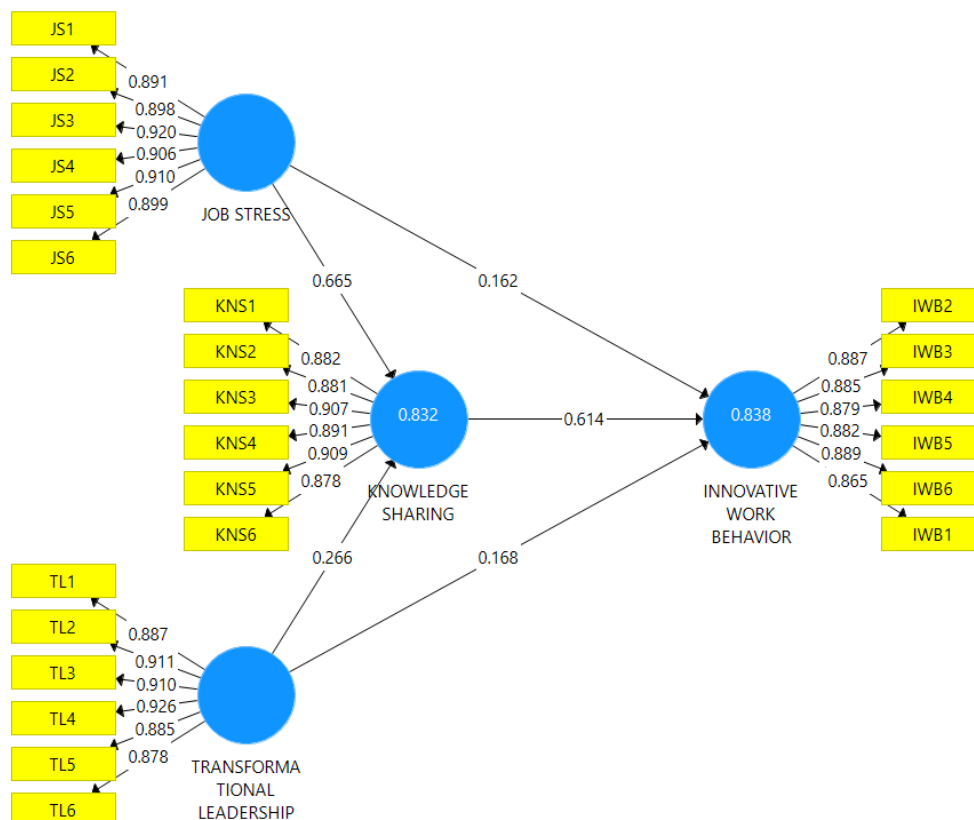 JS1
JS2
JS3
JS4
JS5
JS6
0.891
0.898
0.920
0.906
0.910
0.899
JOB STRESS
0.665
0.162
KNS1
KNS2
KNS3
KNS4
KNS5
KNS6
0.882
0.881
0.907
0.891
0.909
0.878
0.832
KNOWLEDGE
SHARING
0.614
0.838
INNOVATIVE
WORK
BEHAVIOR
0.887
0.885
0.879
0.882
0.889
0.865
IWB2
IWB3
IWB4
IWB5
IWB6
IWB1
0.266
0.168
TL1
TL2
TL3
TL4
TL5
TL6
0.887
0.911
0.910
0.926
0.885
0.878
TRANSFORMA
TIONAL
LEADERSHIP